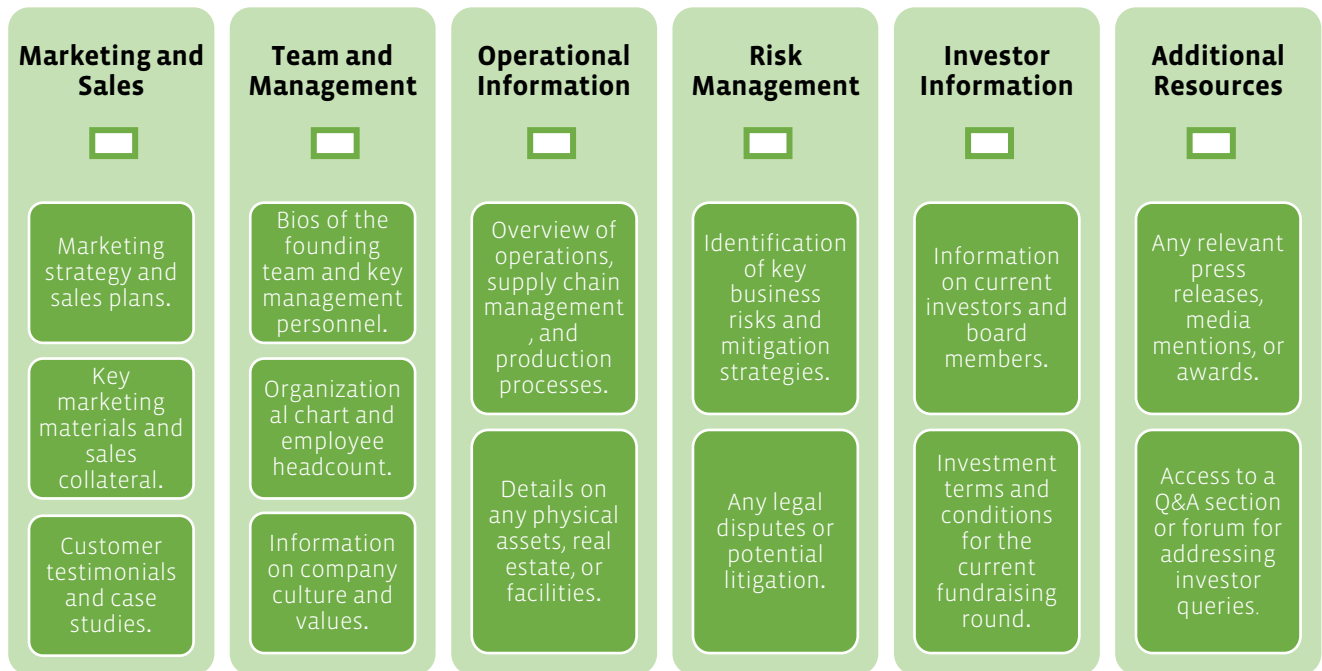 Marketing and
Sales
Marketing
strategy and
sales plans.
Key
marketing
materials and
sales
collateral.
Customer
testimonials
and case
studies.
Team and
Management
Bios of the
founding
team and key
management
personnel.
Organization
al chart and
employee
headcount.
Information
on company
culture and
values.
Operational
Information
Overview of
operations,
supply chain
management
, and
production
processes.
Details on
any physical
assets, real
estate, or
facilities.
Risk
Management
Identification
of key
business
risks and
mitigation
strategies.
Any legal
disputes or
potential
litigation.
Investor
Information
Information
on current
investors and
board
members.
Investment
terms and
conditions
for the
current
fundraising
round.
Additional
Resources
Any relevant
press
releases,
media
mentions, or
awards.
Access to a
Q&A section
or forum for
addressing
investor
queries.